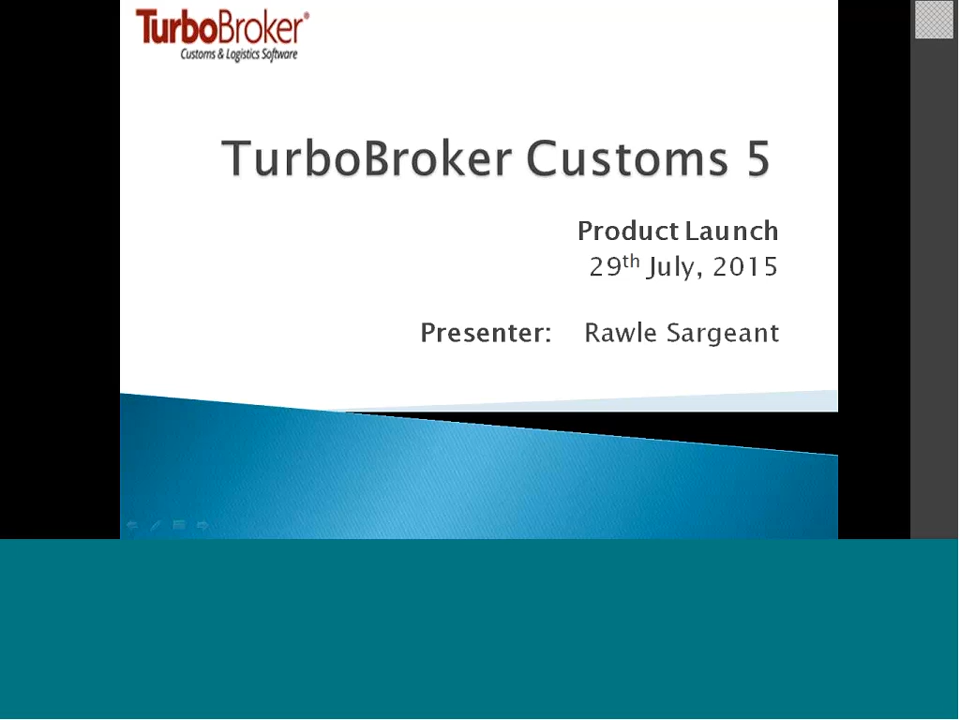 TurboBroker®
Customs & Logistics Software
TurboBroker Customs 5
Product Launch
29th July, 2015
Presenter: Rawle Sargeant